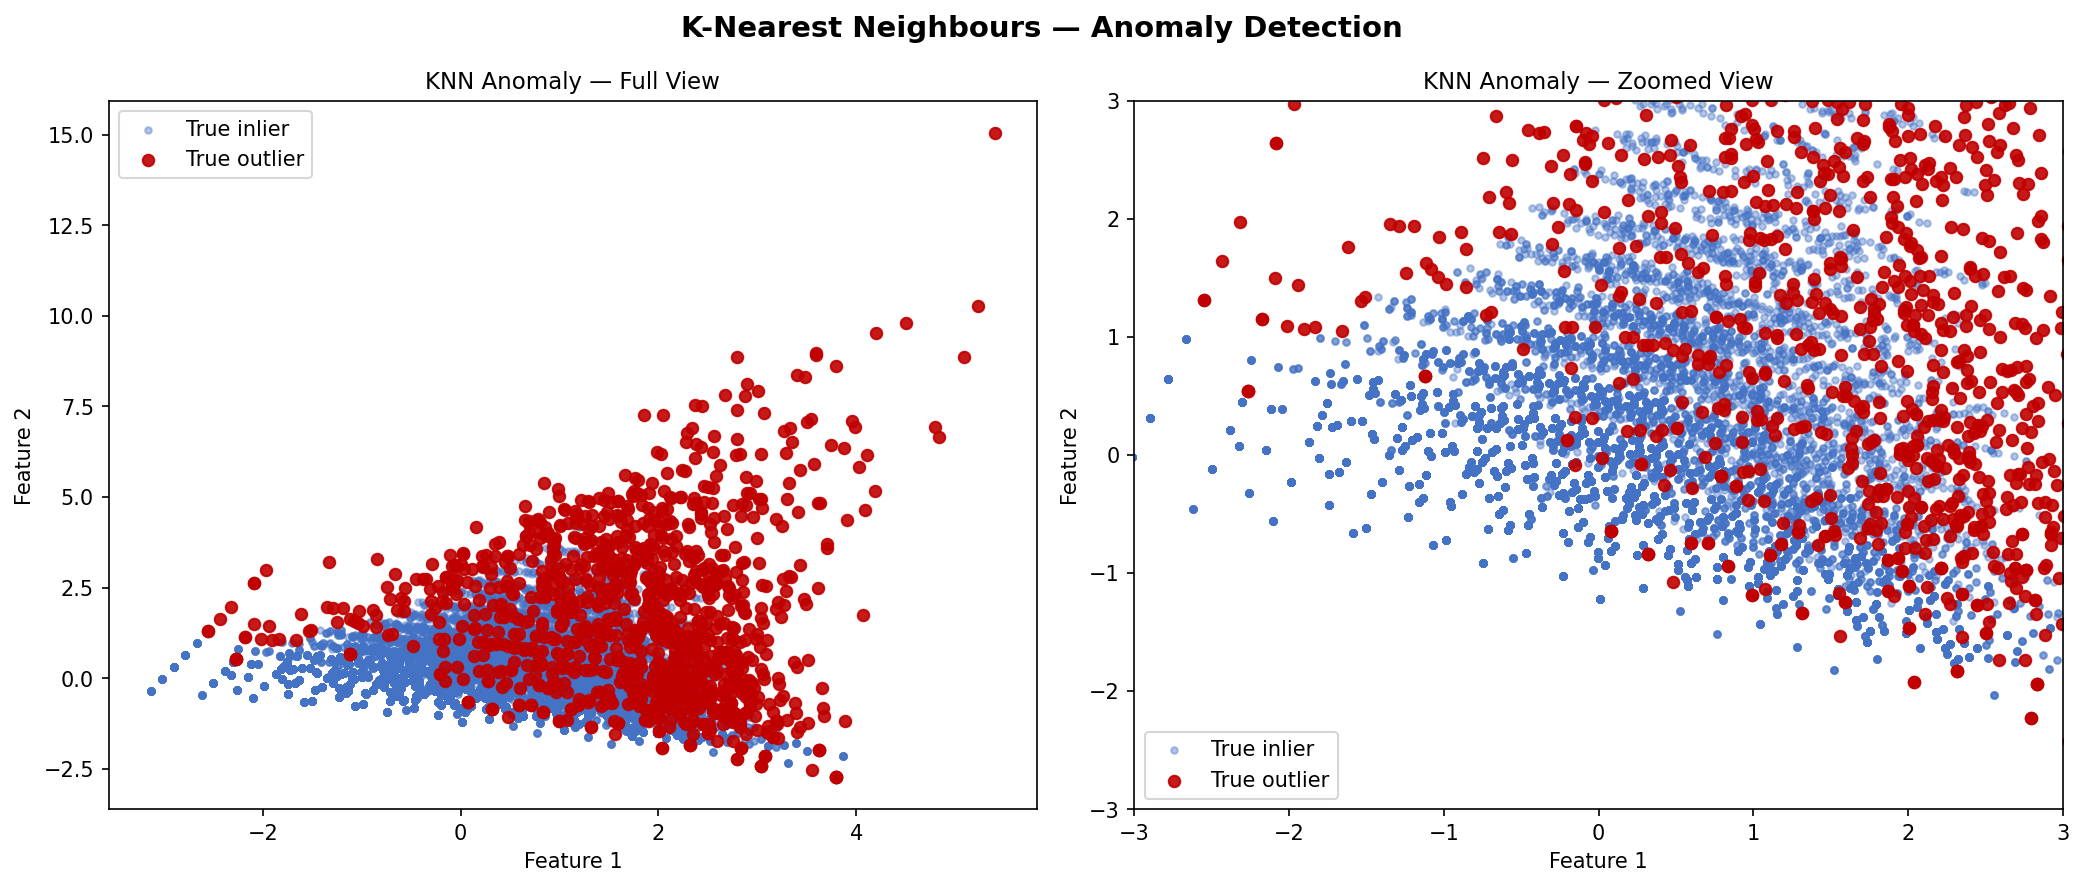 K-Nearest Neighbours — Anomaly Detection
KNN Anomaly — Full View
True inlier
True outlier
15.0
12.5
10.0
7.5
5.0
2.5
0.0
−2.5
Feature 2
−2
0
2
4
Feature 1
KNN Anomaly — Zoomed View
3
2
1
0
−1
−2
−3
Feature 2
True inlier
True outlier
−3
−2
−1
0
1
2
3
Feature 1